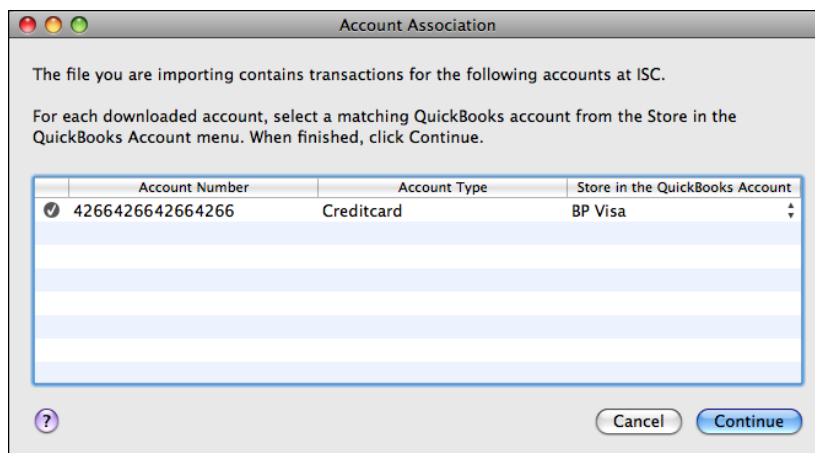 Account Association
The file you are importing contains transactions for the following accounts at ISC.
For each downloaded account, select a matching QuickBooks account from the Store in the
QuickBooks Account menu. When finished, click Continue.
Account Number Account Type Store in the QuickBooks Account
4266426642664266 Creditcard BP Visa
? Cancel Continue